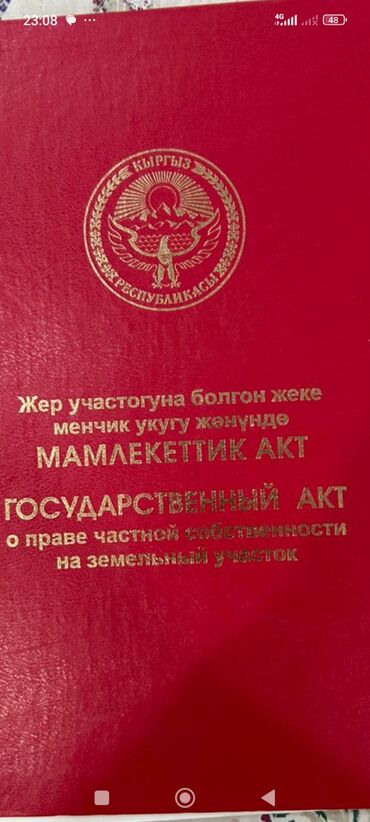 23:08
4G
48
КЫРГЫЗ
РЕСПУБЛИКАСЫ
Жер участогуна болгон жеке
менчик укугу жөнүндө
МАМЛЕКЕТТИК АКТ
ГОСУДАРСТВЕННЫЙ АКТ
о праве частной собственности
на земельный участок